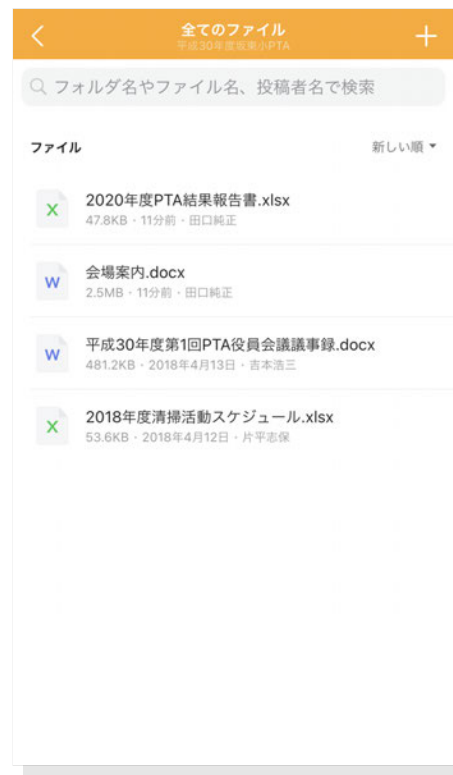 全てのファイル
平成30年度坂東小PTA
フォルダ名やファイル名、投稿者名で検索
ファイル 新しい順
X 2020年度PTA結果報告書.xlsx
47.8KB・11分前・田口純正
W 会場案内.docx
2.5MB・11分前・田口純正
W 平成30年度第1回PTA役員会議議事録.docx
481.2KB・2018年4月13日・吉本浩三
X 2018年度清掃活動スケジュール.xlsx
53.6KB・2018年4月12日・片平志保